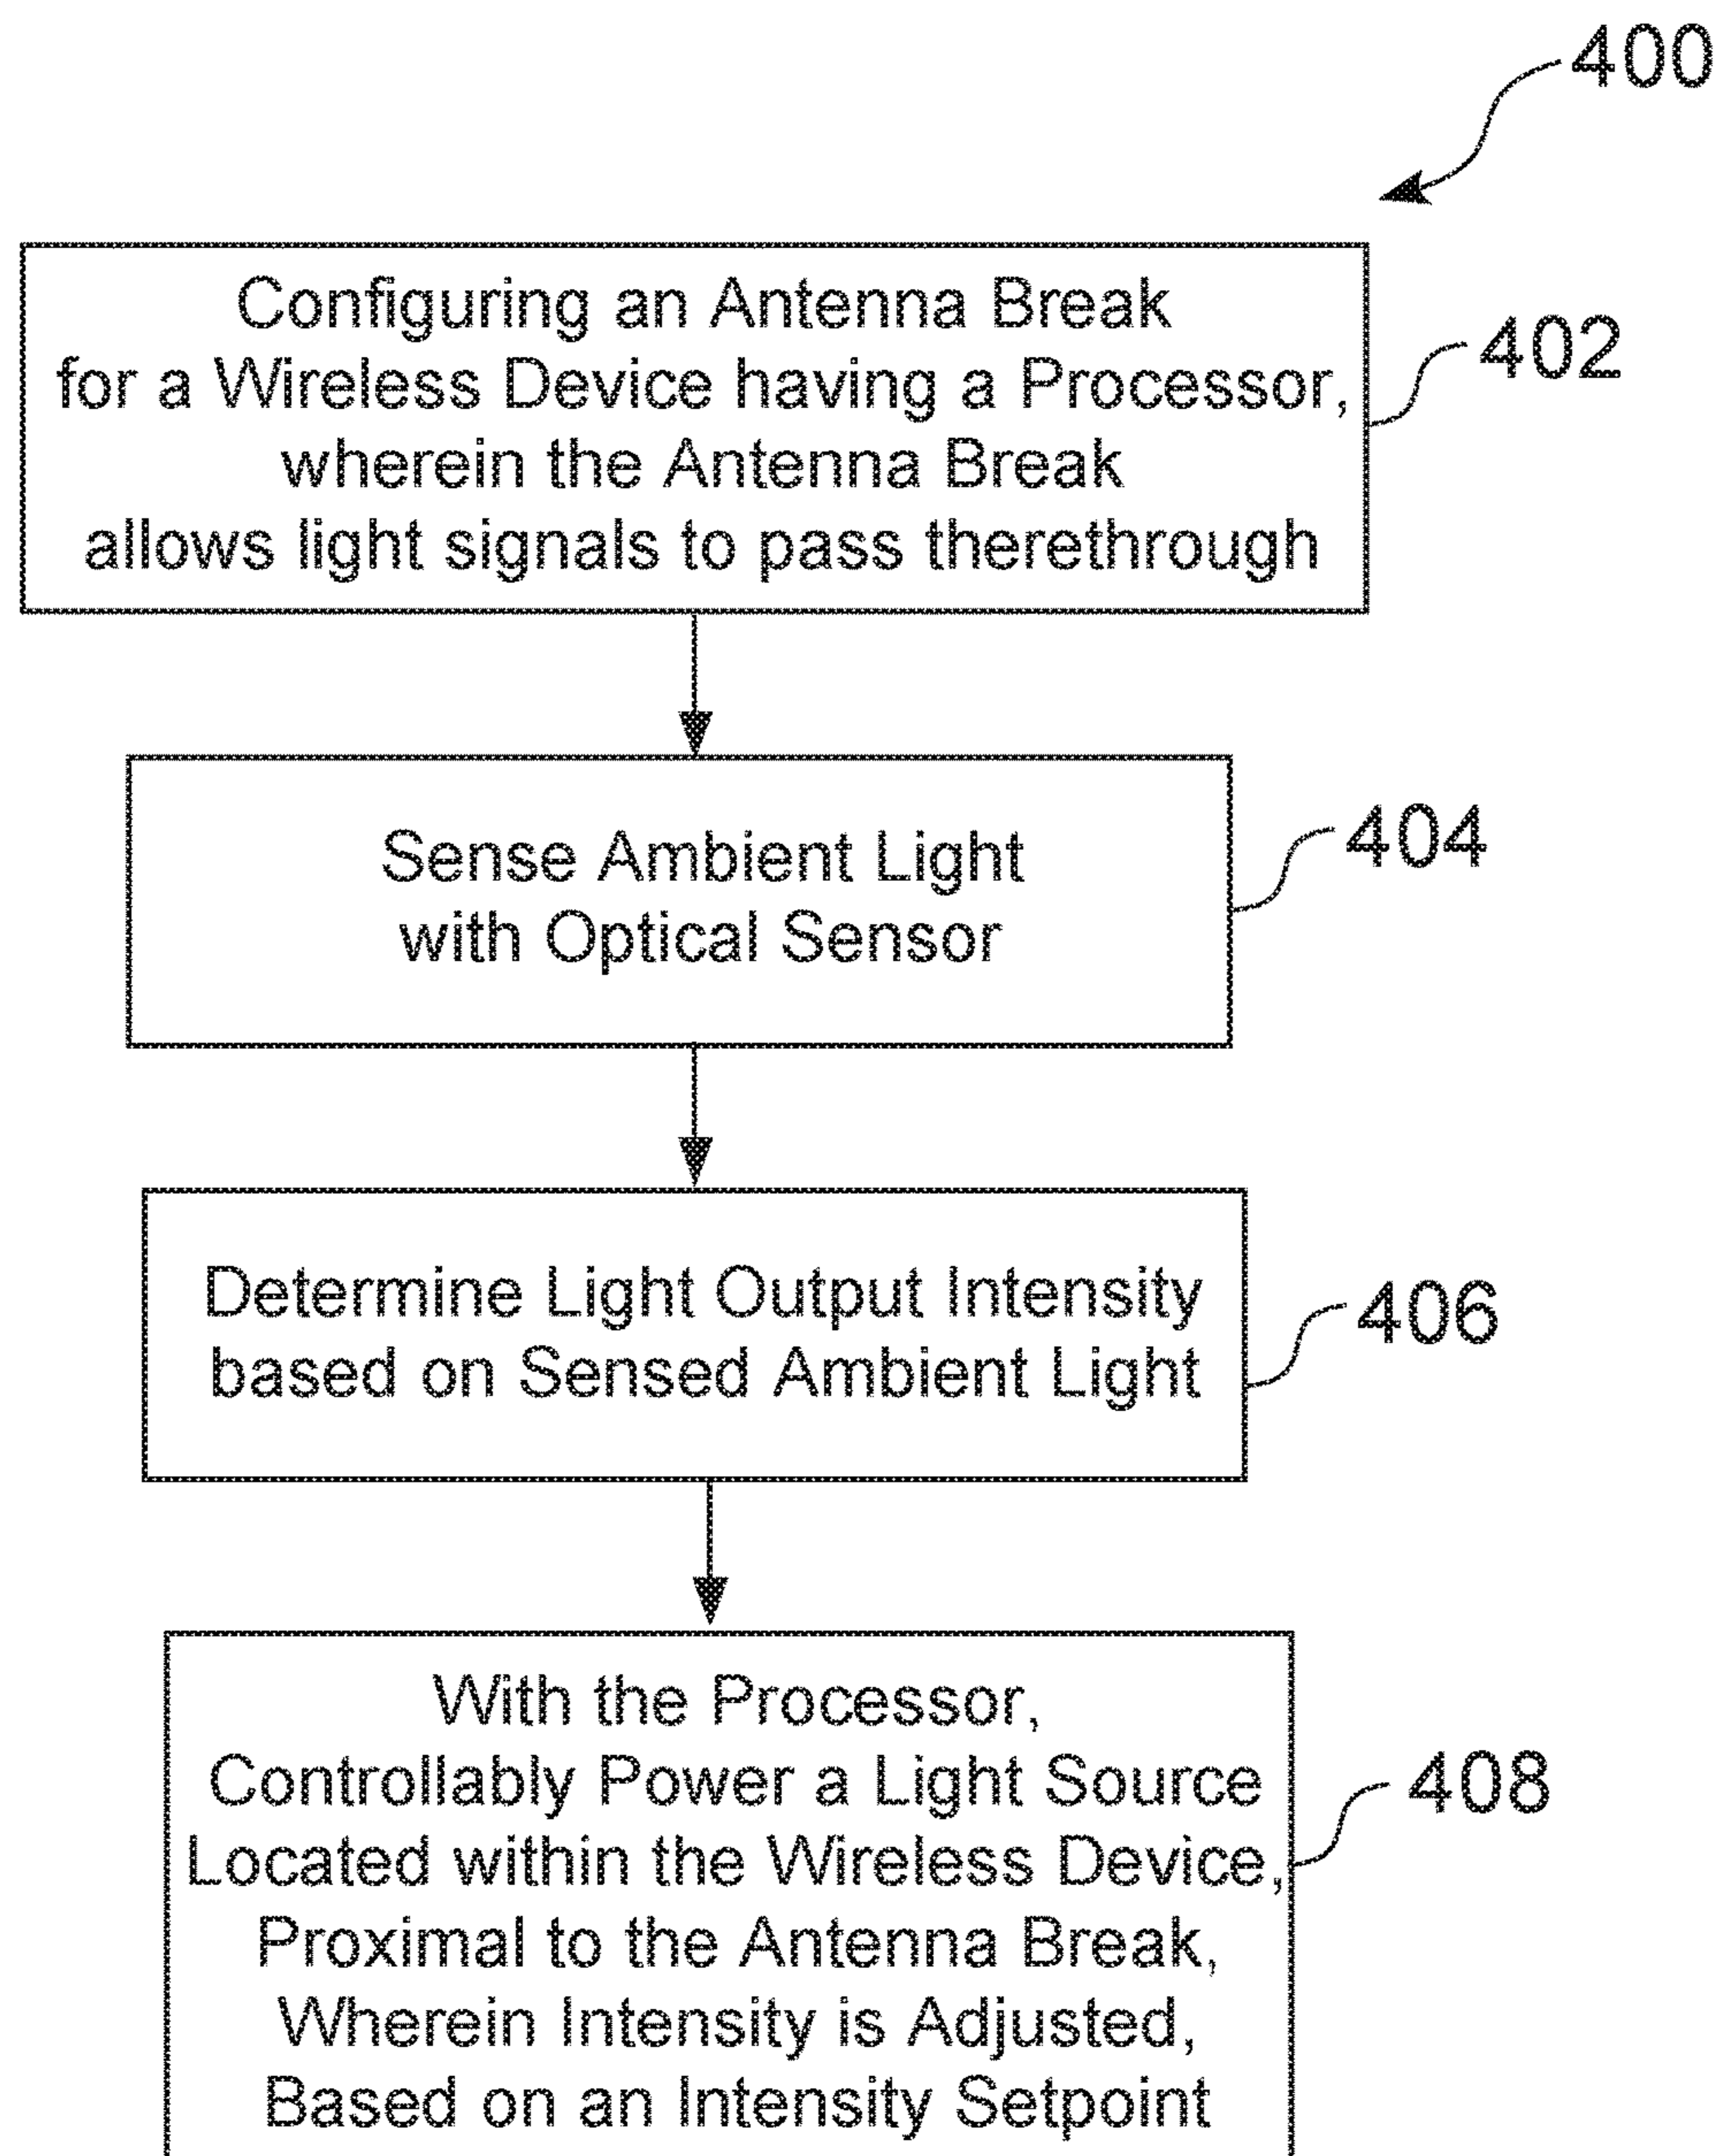 400
Configuring an Antenna Break
for a Wireless Device having a Processor,
wherein the Antenna Break
allows light signals to pass therethrough
402
Sense Ambient Light
with Optical Sensor
404
Determine Light Output Intensity
based on Sensed Ambient Light
406
With the Processor,
Controllably Power a Light Source
Located within the Wireless Device,
Proximal to the Antenna Break,
Wherein Intensity is Adjusted,
Based on an Intensity Setpoint
408